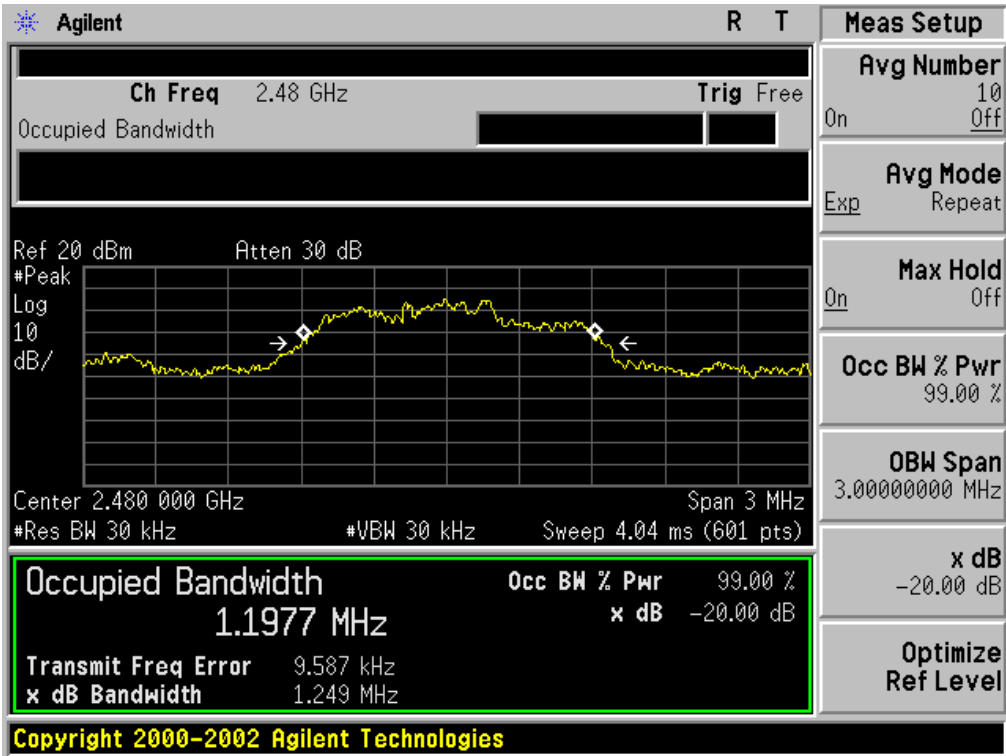 Agilent R T
Meas Setup
Ch Freq 2.48 GHz Trig Free
Occupied Bandwidth
Ref 20 dBm Atten 30 dB
#Peak
Log
10
dB/
Center 2.480 000 GHz Span 3 MHz
#Res BW 30 kHz #VBW 30 kHz Sweep 4.04 ms (601 pts)
Occupied Bandwidth Occ BW % Pwr 99.00 %
1.1977 MHz x dB -20.00 dB
Transmit Freq Error 9.587 kHz
x dB Bandwidth 1.249 MHz
Avg Number
10
On Off
Avg Mode
Exp Repeat
Max Hold
On Off
Occ BW % Pwr
99.00 %
OBW Span
3.00000000 MHz
x dB
-20.00 dB
Optimize
Ref Level
Copyright 2000-2002 Agilent Technologies